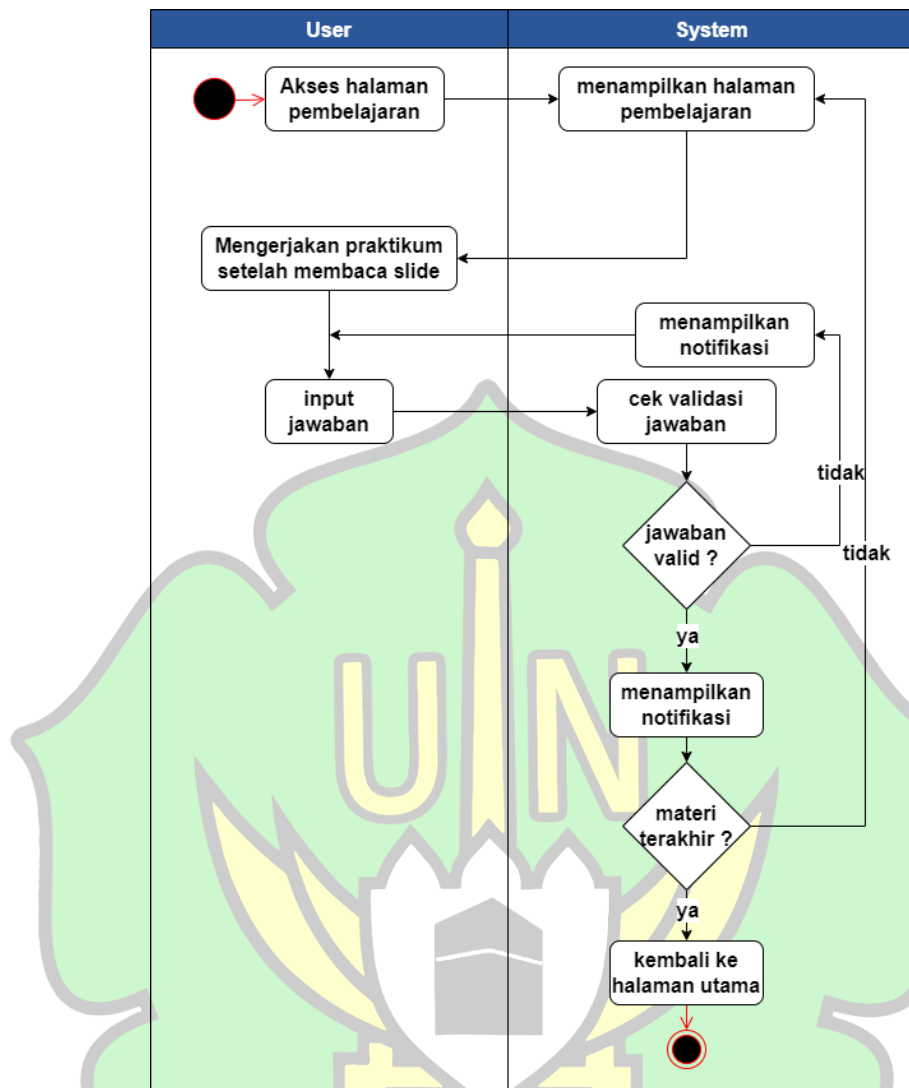 User
System
Akses halaman
pembelajaran
menampilkan halaman
pembelajaran
Mengerjakan praktikum
setelah membaca slide
menampilkan
notifikasi
input
jawaban
cek validasi
jawaban
tidak
jawaban
valid ?
tidak
ya
menampilkan
notifikasi
materi
terakhir ?
ya
kembali ke
halaman utama
UIN